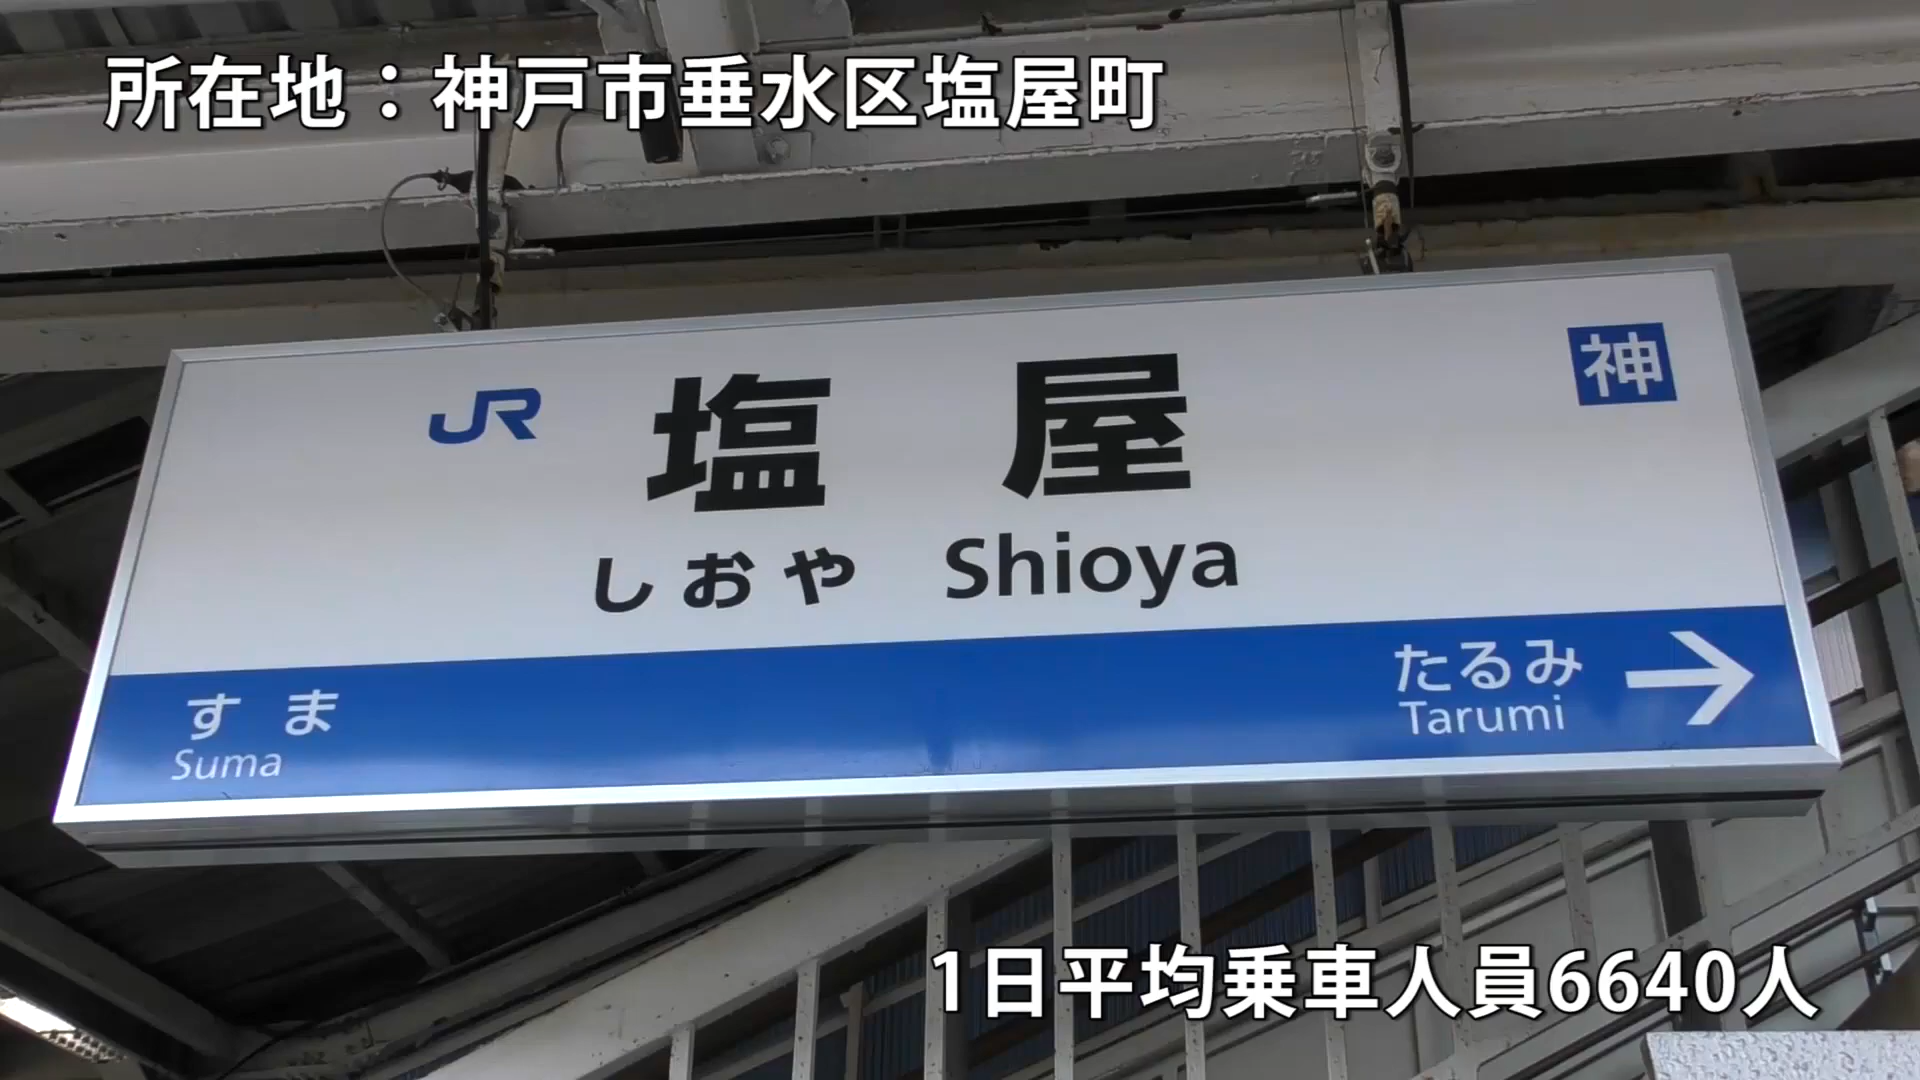 所在地：神戸市垂水区塩屋町
JR 塩屋 神
しおや Shioya
すま たるみ →
Suma Tarumi
1日平均乗車人員6640人